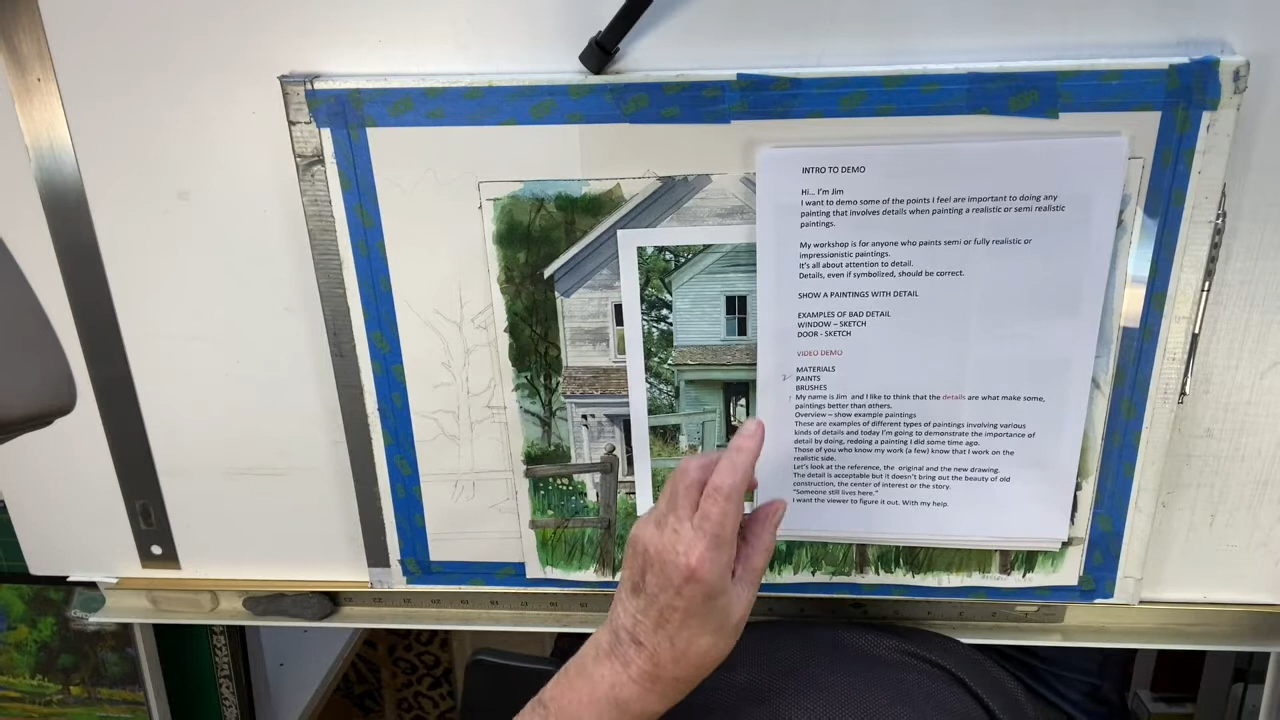 INTRO TO DEMO
Hi... I'm Jim
I want to demo some of the points I feel are important to doing any
painting that involves details when painting a realistic or semi realistic
paintings.
My workshop is for anyone who paints semi or fully realistic or
impressionistic paintings.
It's all about attention to detail.
Details, even if symbolized, should be correct.
SHOW A PAINTINGS WITH DETAIL
EXAMPLES OF BAD DETAIL
WINDOW – SKETCH
DOOR - SKETCH
VIDEO DEMO
MATERIALS
PAINTS
BRUSHES
My name is Jim and I like to think that the details are what make some,
paintings better than others.
Overview – show example paintings
These are examples of different types of paintings involving various
kinds of details and today I'm going to demonstrate the importance of
detail by doing, redoing a painting I did some time ago.
Those of you who know my work (a few) know that I work on the
realistic side.
Let's look at the reference, the original and the new drawing.
The detail is acceptable but it doesn't bring out the beauty of old
construction, the center of interest or the story.
"Someone still lives here."
I want the viewer to figure it out. With my help.